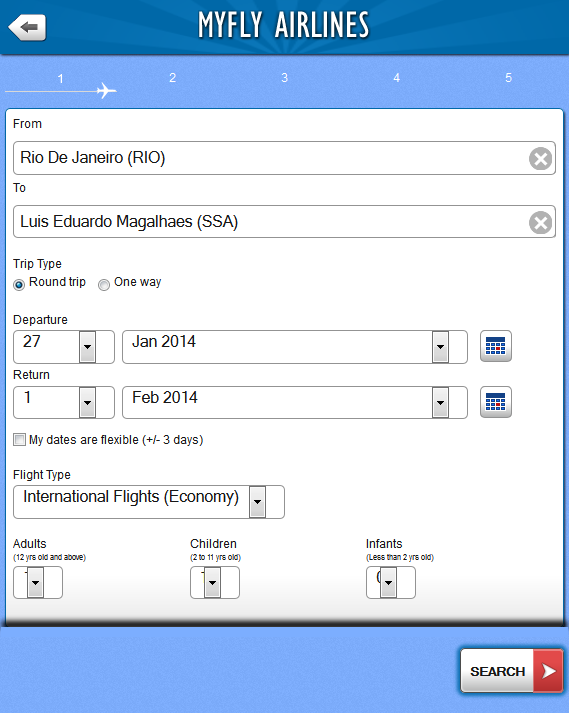 MYFLY AIRLINES
1 2 3 4 5
From
Rio De Janeiro (RIO)
To
Luis Eduardo Magalhaes (SSA)
Trip Type
Round trip One way
Departure
27 Jan 2014
Return
1 Feb 2014
My dates are flexible (+/- 3 days)
Flight Type
International Flights (Economy)
Adults Children Infants
(12 yrs old and above) (2 to 11 yrs old) (Less than 2 yrs old)
SEARCH